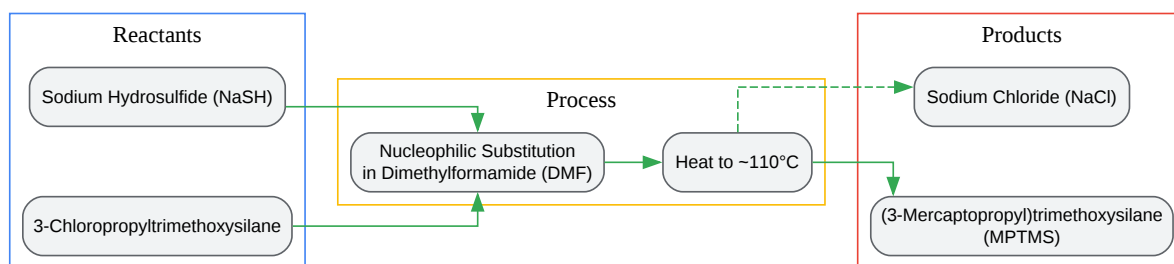 Reactants
Sodium Hydrosulfide (NaSH)
3-Chloropropyltrimethoxysilane
Process
Nucleophilic Substitution
in Dimethylformamide (DMF)
Heat to ~110°C
Products
Sodium Chloride (NaCl)
(3-Mercaptopropyl)trimethoxysilane
(MPTMS)